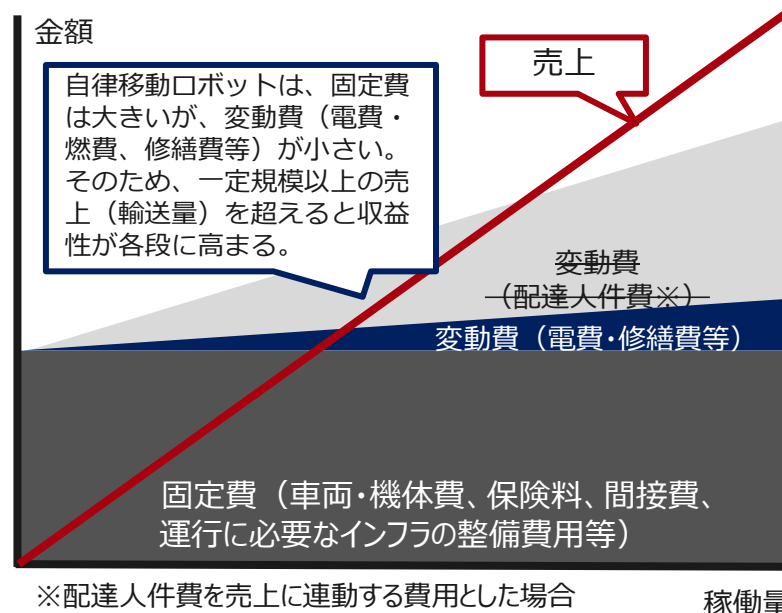 金額
自律移動ロボットは、固定費
は大きいが、変動費（電費・
燃費、修繕費等）が小さい。
そのため、一定規模以上の売
上（輸送量）を超えると収益
性が各段に高まる。
売上
変動費
（配達人件費※）
変動費（電費・修繕費等）
固定費（車両・機体費、保険料、間接費、
運行に必要なインフラの整備費用等）
※配達人件費を売上に連動する費用とした場合
稼働量